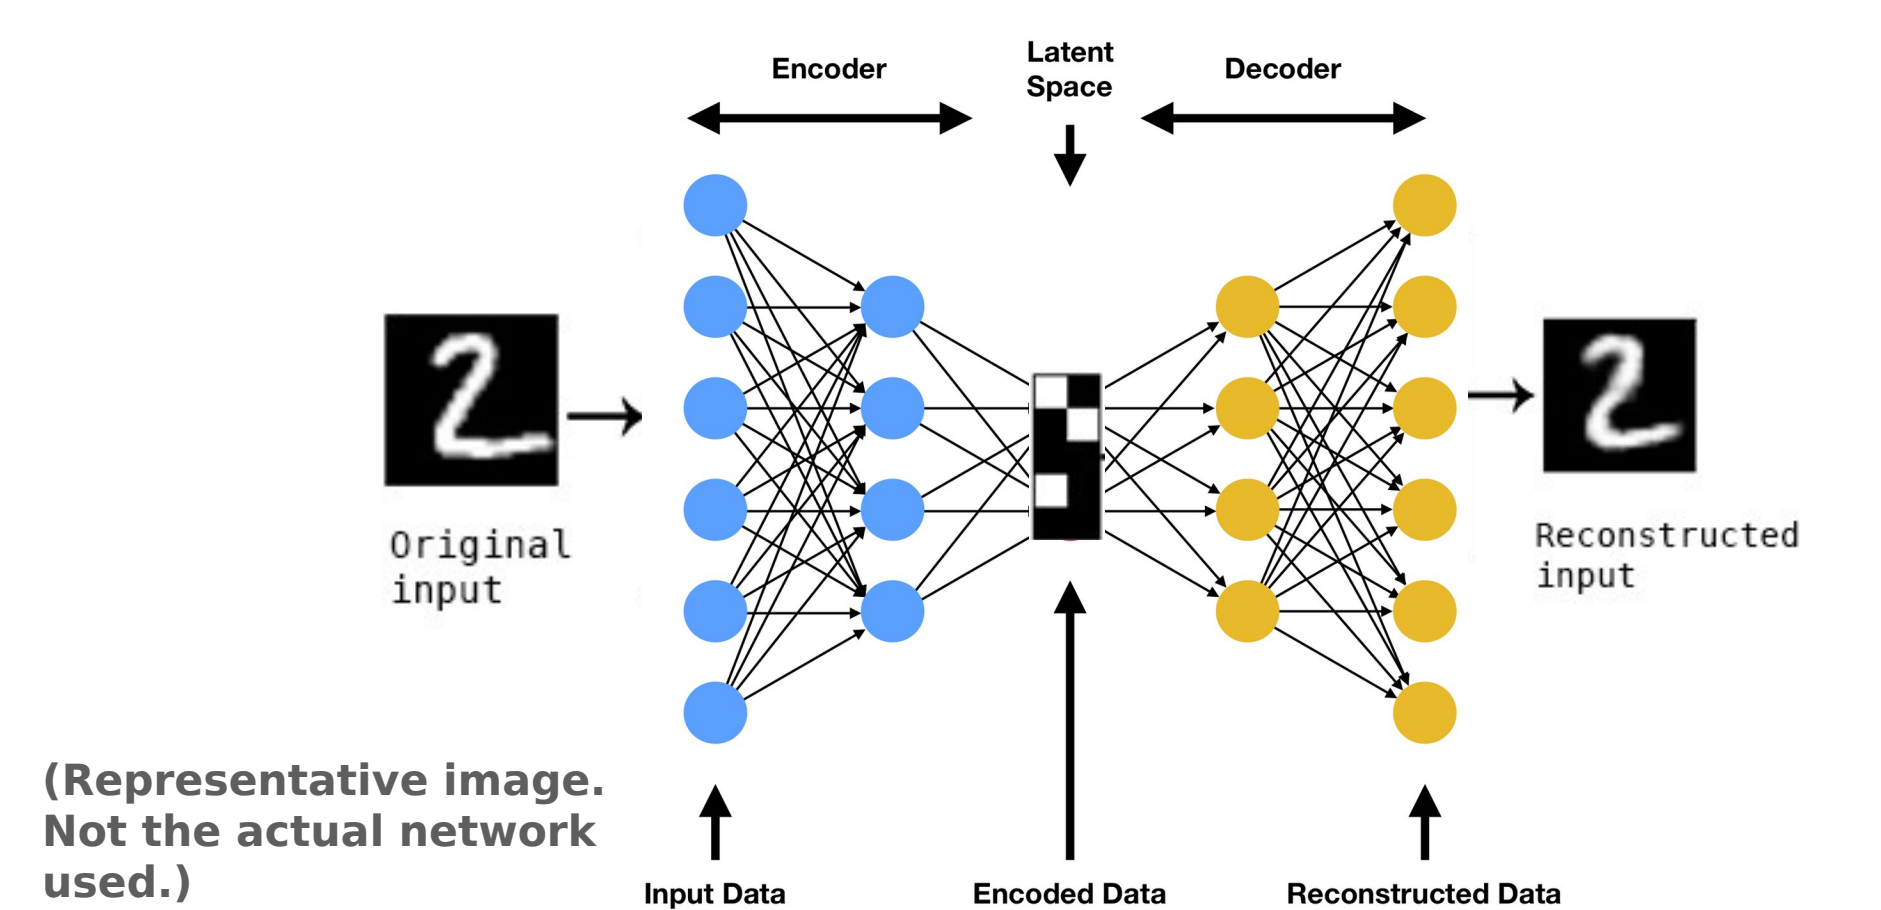 Encoder
Latent
Space
Decoder
Original
input
Reconstructed
input
(Representative image.
Not the actual network
used.)
Input Data
Encoded Data
Reconstructed Data